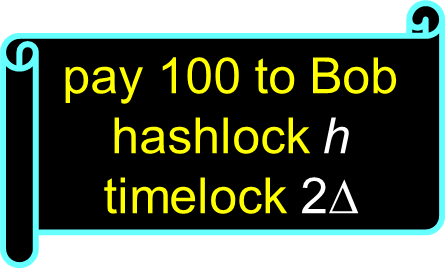 pay 100 to Bob
hashlock h
timelock 2Δ